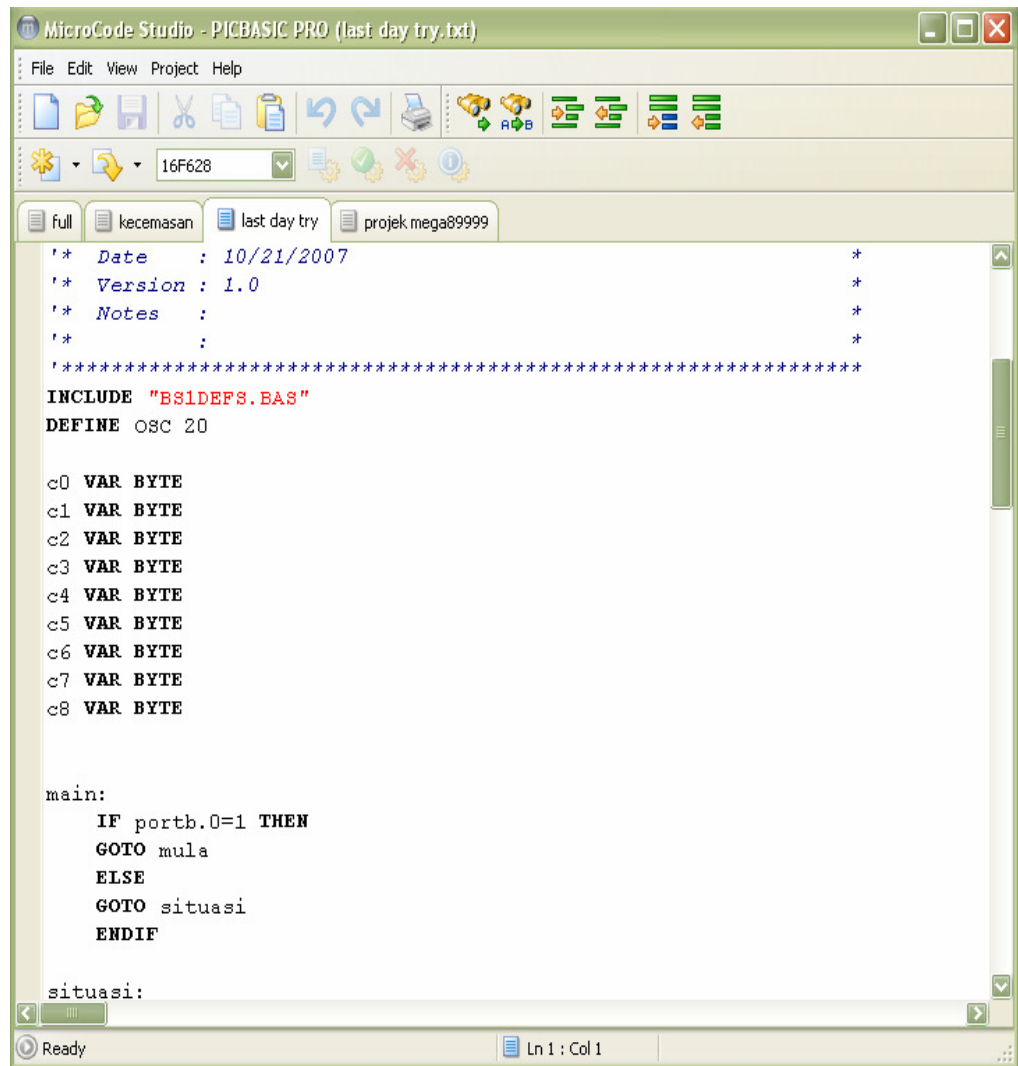 MicroCode Studio - PICBASIC PRO (last day try.txt)
File Edit View Project Help
A B
16F628
full kecemasan last day try projek mega89999
'* Date : 10/21/2007 *
'* Version : 1.0 *
'* Notes : *
'* : *
'****************************************************************
INCLUDE "BS1DEFS.BAS"
DEFINE OSC 20
c0 VAR BYTE
c1 VAR BYTE
c2 VAR BYTE
c3 VAR BYTE
c4 VAR BYTE
c5 VAR BYTE
c6 VAR BYTE
c7 VAR BYTE
c8 VAR BYTE
main:
IF portb.0=1 THEN
GOTO mula
ELSE
GOTO situasi
ENDIF
situasi:
Ready Ln 1 : Col 1